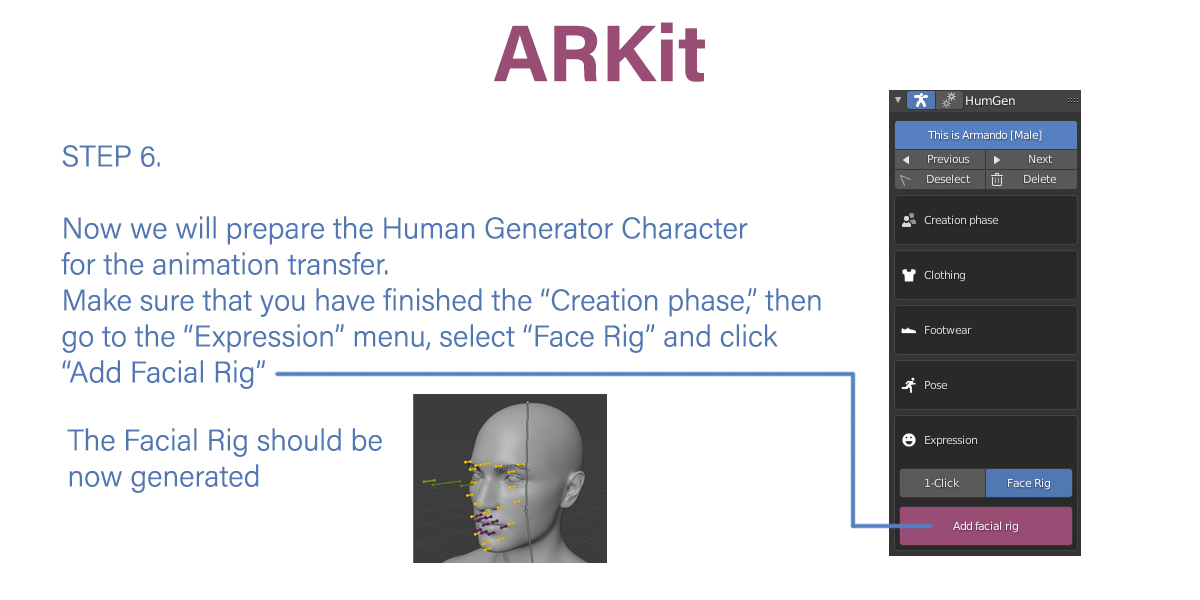 ARKit
STEP 6.
Now we will prepare the Human Generator Character
for the animation transfer.
Make sure that you have finished the “Creation phase,” then
go to the “Expression” menu, select “Face Rig” and click
“Add Facial Rig”
The Facial Rig should be
now generated
HumGen
This is Armando [Male]
Previous Next
Deselect Delete
Creation phase
Clothing
Footwear
Pose
Expression
1-Click Face Rig
Add facial rig